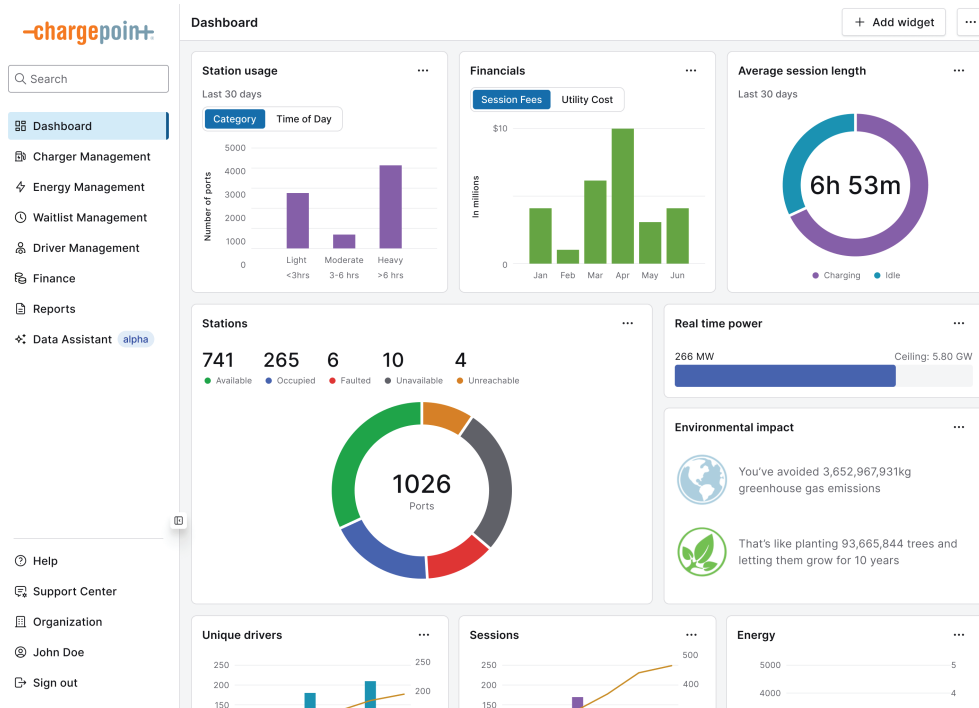 -chargepoin+
Search
Dashboard
Charger Management
Energy Management
Waitlist Management
Driver Management
Finance
Reports
Data Assistant alpha
Help
Support Center
Organization
John Doe
Sign out
Dashboard
+ Add widget
Station usage
Last 30 days
Category Time of Day
Number of ports
5000
4000
3000
2000
1000
0
Light Moderate Heavy
<3hrs 3-6 hrs >6 hrs
Financials
Session Fees Utility Cost
In millions
$10
0
Jan Feb Mar Apr May Jun
Average session length
Last 30 days
6h 53m
Charging Idle
Stations
741 265 6 10 4
Available Occupied Faulted Unavailable Unreachable
1026
Ports
Real time power
266 MW Ceiling: 5.80 GW
Environmental impact
You've avoided 3,652,967,931kg
greenhouse gas emissions
That's like planting 93,665,844 trees and
letting them grow for 10 years
Unique drivers
250 250
200 200
150
Sessions
250 500
200 400
150
Energy
5000 5
4000 4